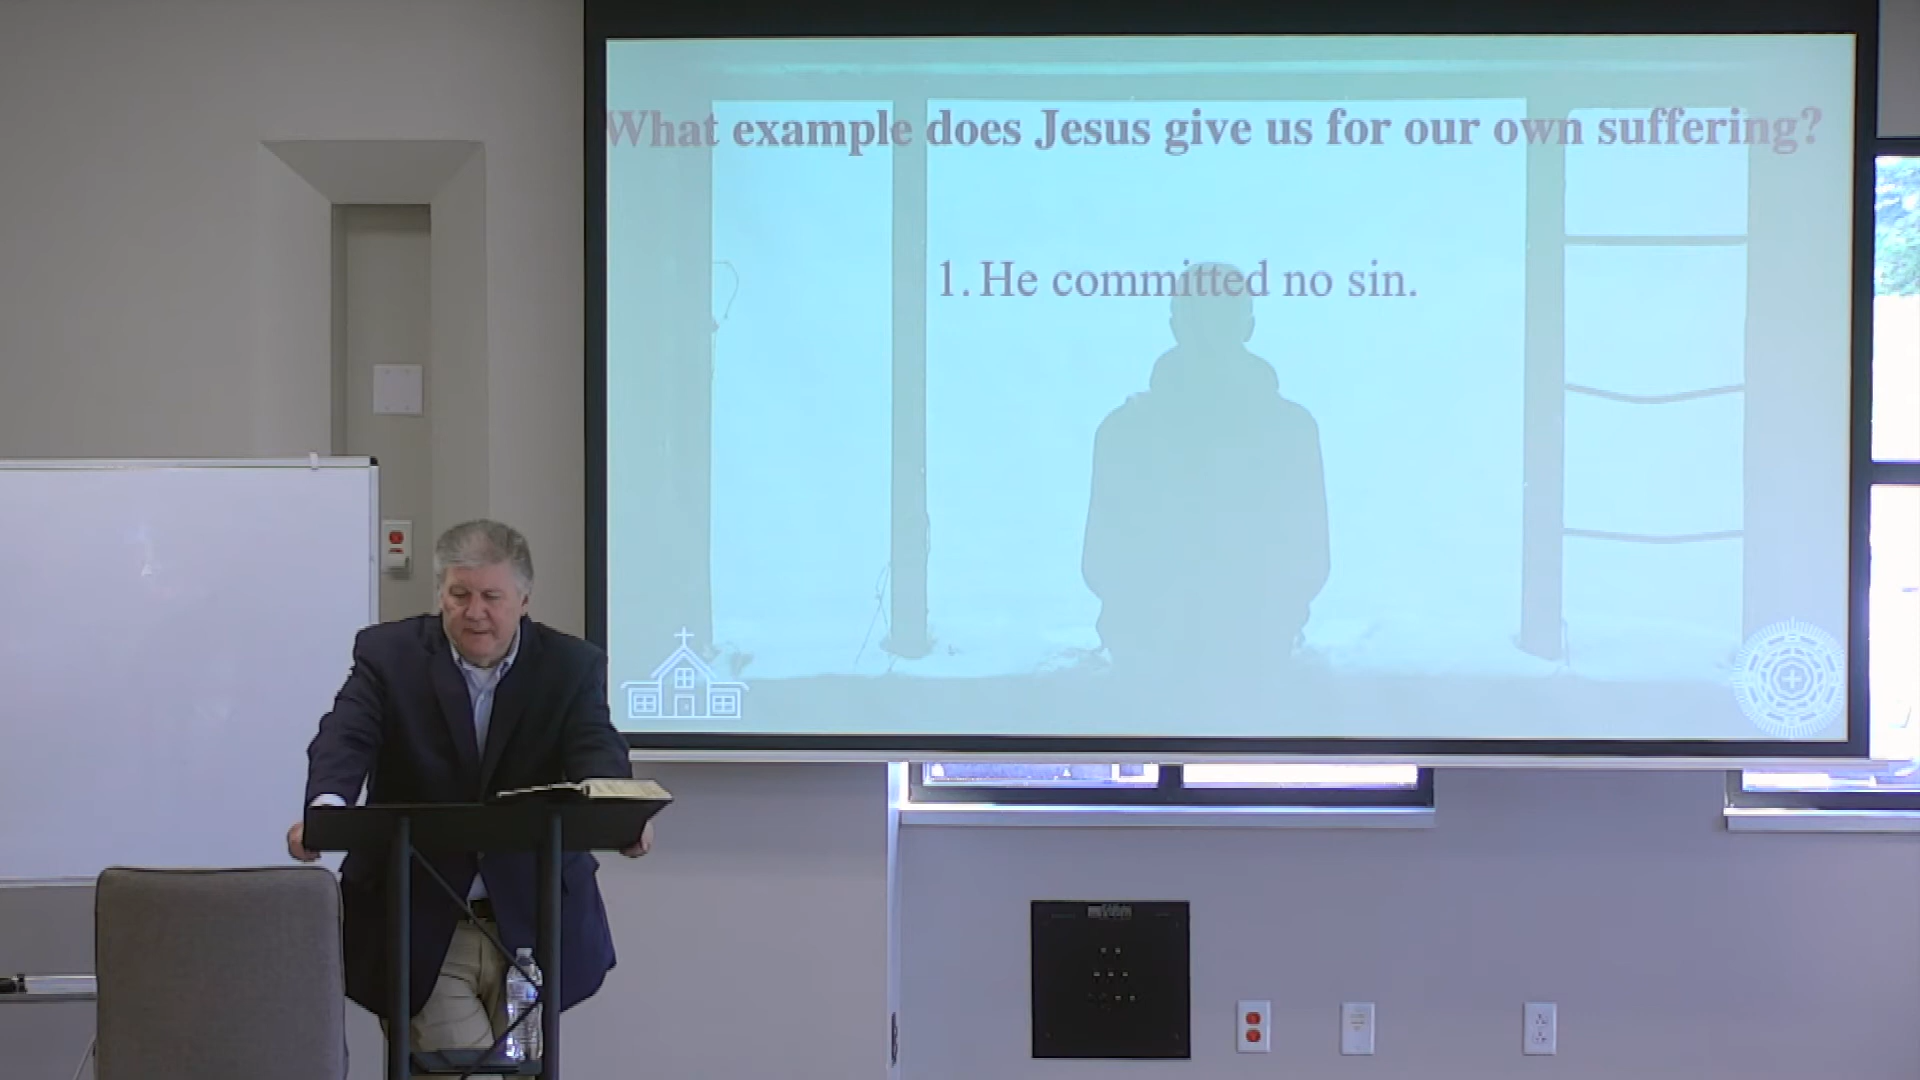 What example does Jesus give us for our own suffering?
1. He committed no sin.